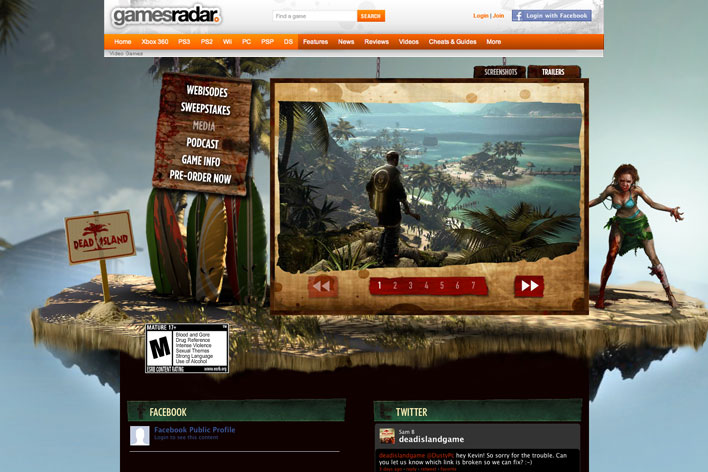 gamesradar.
Find a game
SEARCH
Login | Join
f Login with Facebook
Home Xbox 360 PS3 PS2 Wii PC PSP DS Features News Reviews Videos Cheats & Guides More
Video Games
SCREENSHOTS TRAILERS
WEBISODES
SWEEPSTAKES
MEDIA
PODCAST
GAME INFO
PRE-ORDER NOW
DEAD ISLAND
1 2 3 4 5 6 7
MATURE 17+
M
Blood and Gore
Drug Reference
Intense Violence
Sexual Themes
Strong Language
Use of Alcohol
ESRB CONTENT RATING www.esrb.org
FACEBOOK
Facebook Public Profile
Login to see this content
TWITTER
Sam B
deadislandgame
deadislandgame @DustyPL hey Kevin! So sorry for the trouble. Can
you let us know which link is broken so we can fix? :-)